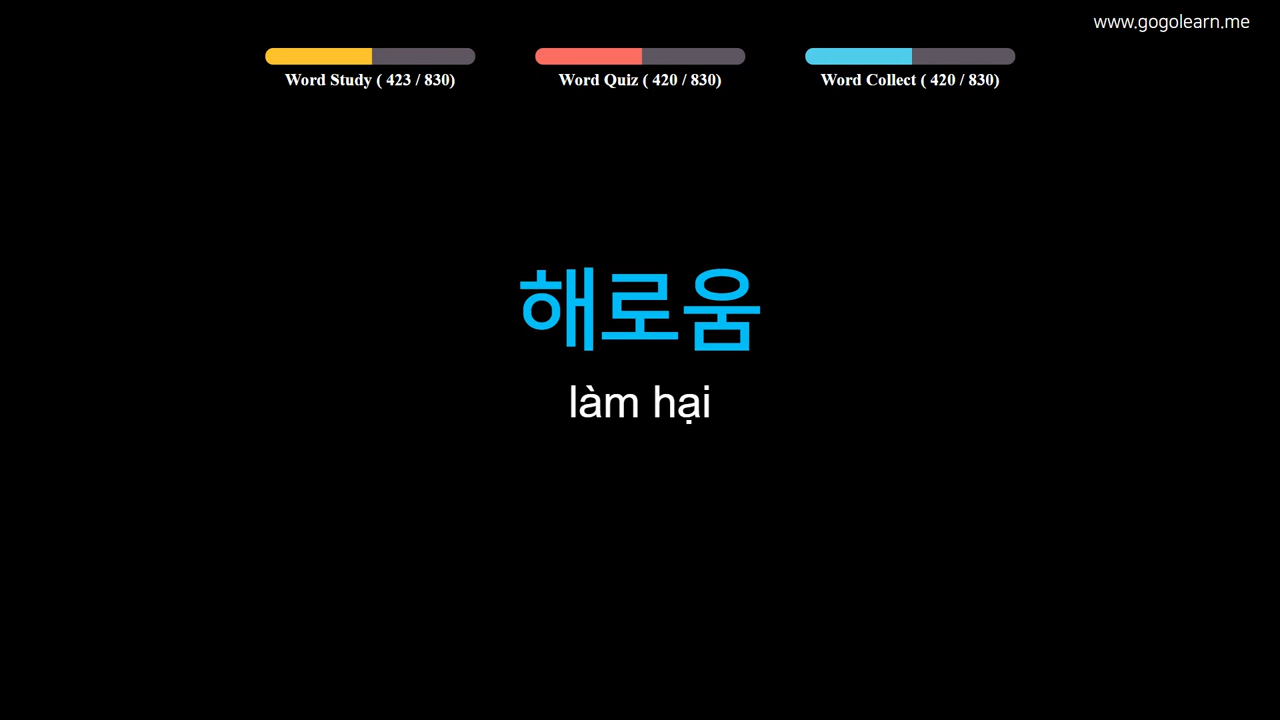 www.gogolearn.me
Word Study ( 423 / 830)
Word Quiz ( 420 / 830)
Word Collect ( 420 / 830)
해로움
làm hại